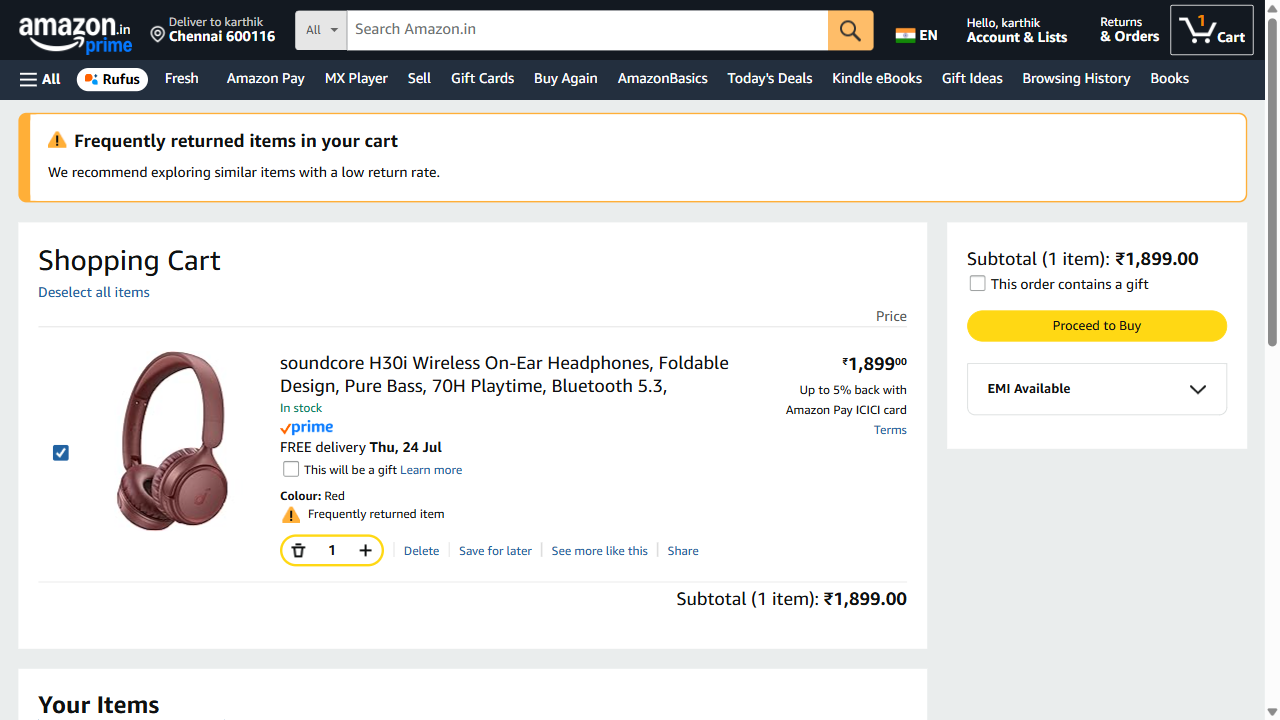 amazon.in
prime
Deliver to karthik
Chennai 600116
All
Search Amazon.in
EN
Hello, karthik
Account & Lists
Returns
& Orders
1
Cart
All
Rufus
Fresh
Amazon Pay
MX Player
Sell
Gift Cards
Buy Again
AmazonBasics
Today's Deals
Kindle eBooks
Gift Ideas
Browsing History
Books
Frequently returned items in your cart
We recommend exploring similar items with a low return rate.
Shopping Cart
Deselect all items
Price
soundcore H30i Wireless On-Ear Headphones, Foldable
Design, Pure Bass, 70H Playtime, Bluetooth 5.3,
In stock
prime
FREE delivery Thu, 24 Jul
This will be a gift Learn more
Colour: Red
Frequently returned item
1
Delete
Save for later
See more like this
Share
₹1,89900
Up to 5% back with
Amazon Pay ICICI card
Terms
Subtotal (1 item): ₹1,899.00
Subtotal (1 item): ₹1,899.00
This order contains a gift
Proceed to Buy
EMI Available
Your Items